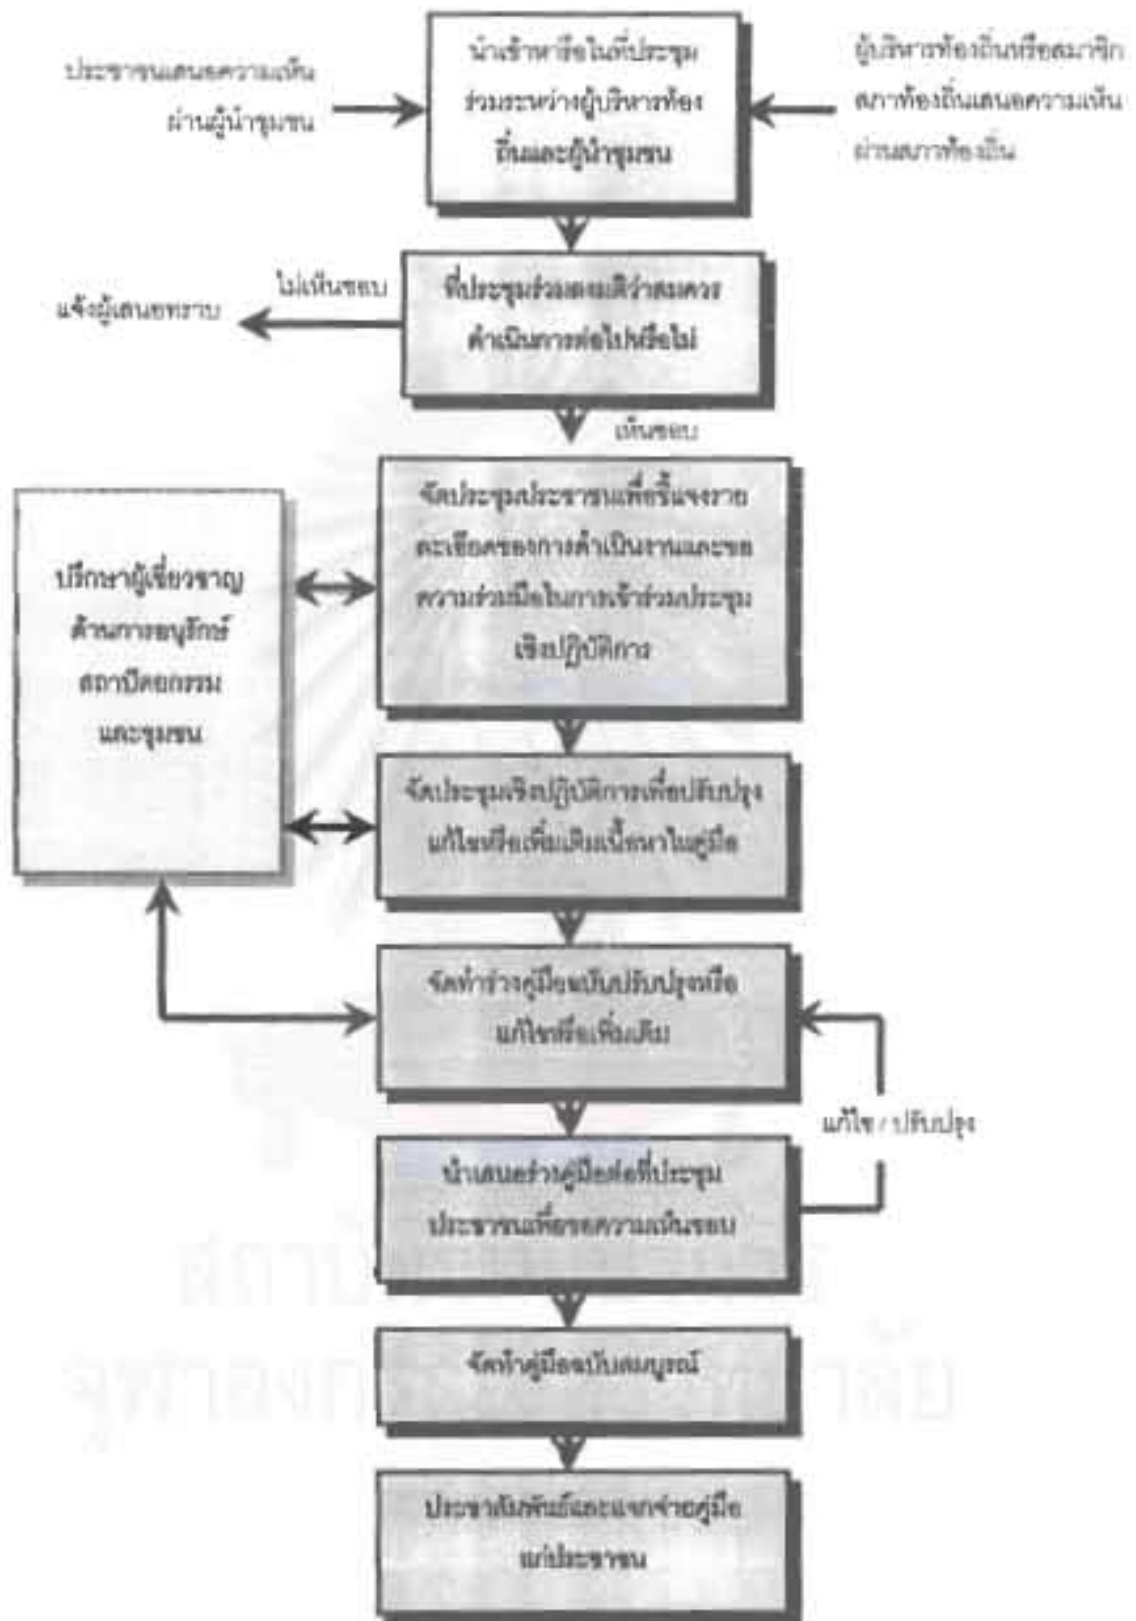 ประชาชนเสนอความเห็น
ผ่านผู้นำชุมชน
นำเข้าหารือในที่ประชุม
ร่วมระหว่างผู้บริหารท้อง
ถิ่นและผู้นำชุมชน
ผู้บริหารท้องถิ่นหรือสมาชิก
สภาท้องถิ่นเสนอความเห็น
ผ่านสภาท้องถิ่น
ไม่เห็นชอบ
แจ้งผู้เสนอทราบ
ที่ประชุมร่วมลงมติว่าสมควร
ดำเนินการต่อไปหรือไม่
เห็นชอบ
จัดประชุมประชาชนเพื่อชี้แจงราย
ละเอียดของการดำเนินงานและขอ
ความร่วมมือในการเข้าร่วมประชุม
เชิงปฏิบัติการ
ปรึกษาผู้เชี่ยวชาญ
ด้านการอนุรักษ์
สถาปัตยกรรม
และชุมชน
จัดประชุมเชิงปฏิบัติการเพื่อปรับปรุง
แก้ไขหรือเพิ่มเติมเนื้อหาในคู่มือ
จัดทำร่างคู่มือฉบับปรับปรุงหรือ
แก้ไขหรือเพิ่มเติม
แก้ไข / ปรับปรุง
นำเสนอร่างคู่มือต่อที่ประชุม
ประชาชนเพื่อขอความเห็นชอบ
จัดทำคู่มือฉบับสมบูรณ์
ประชาสัมพันธ์และแจกจ่ายคู่มือ
แก่ประชาชน